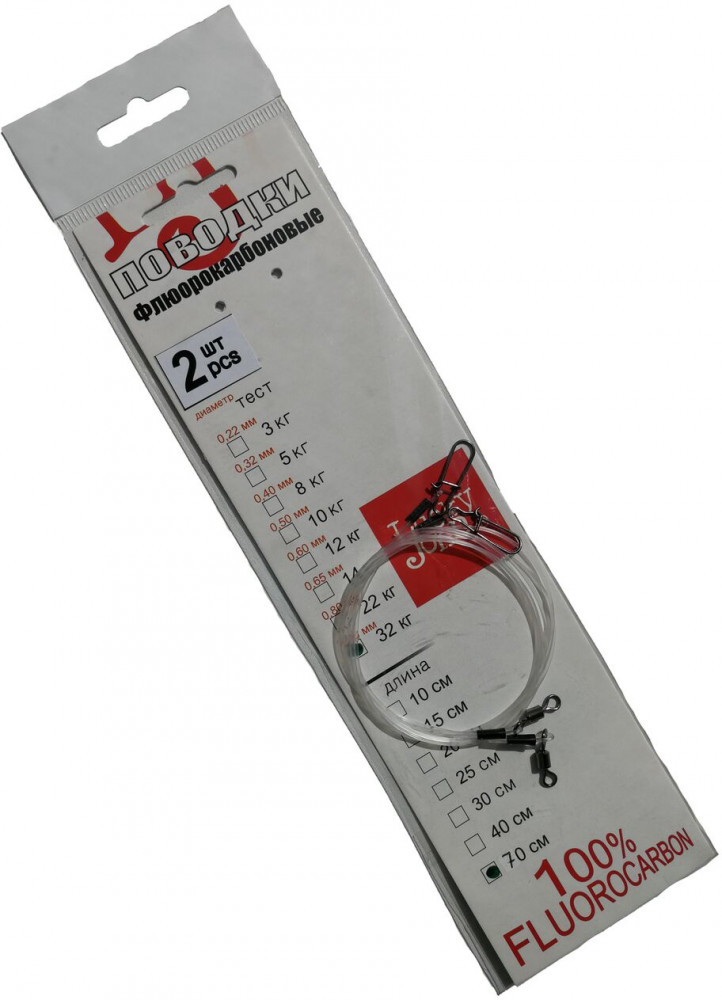 ПОВОДКИ
флюорокарбоновые
2 шт
pcs
диаметр тест
0,22 мм 3 кг
0,32 мм 5 кг
0,40 мм 8 кг
0,50 мм 10 кг
0,60 мм 12 кг
0,65 мм 14
22 кг
мм 32 кг
длина
10 см
15 см
25 см
30 см
40 см
70 см
100%
FLUOROCARBON